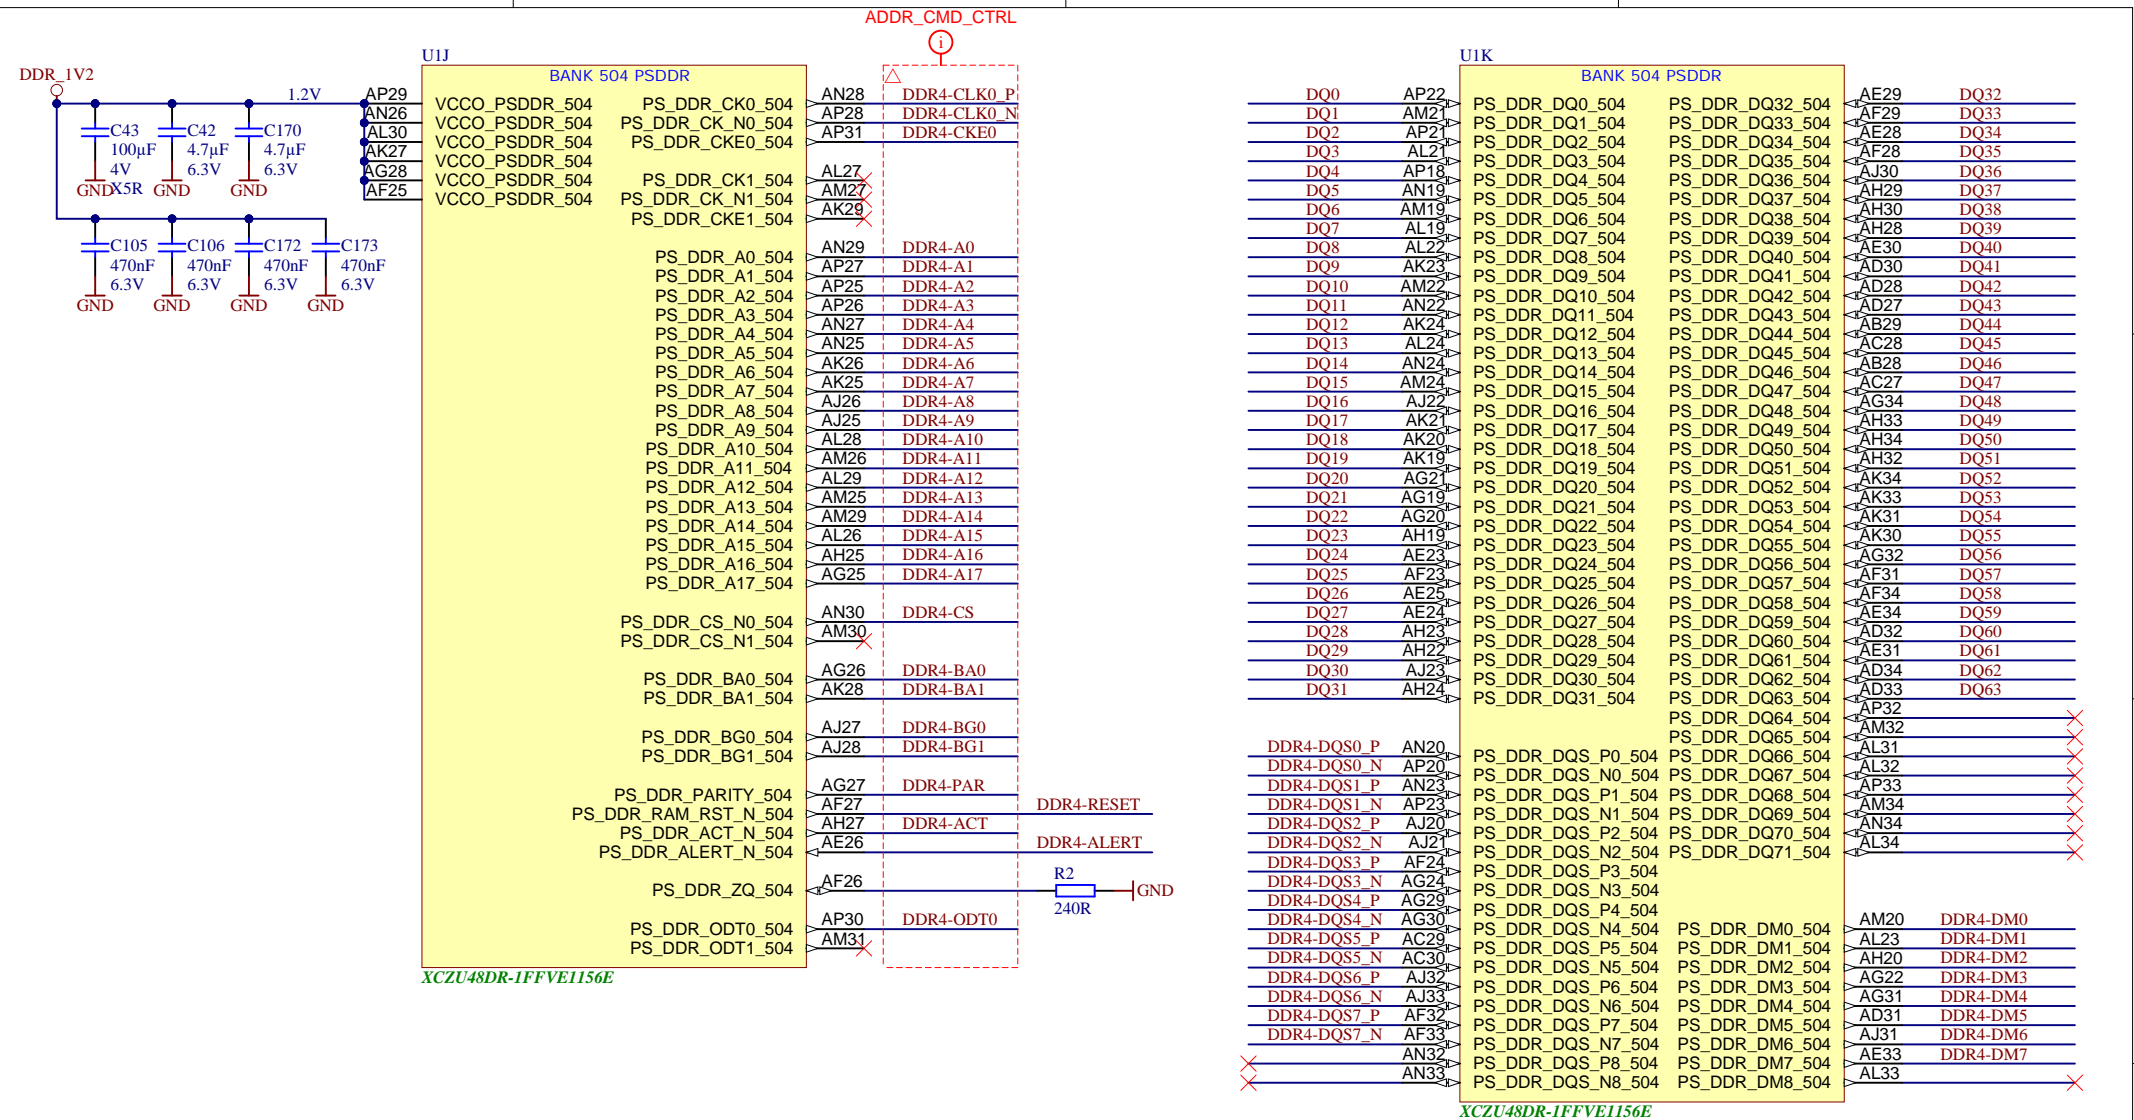 ADDR_CMD_CTRL
i
U1J
BANK 504 PSDDR
DDR_1V2
1.2V
C43
100µF
4V
X5R
GND
C42
4.7µF
6.3V
GND
C170
4.7µF
6.3V
GND
C105
470nF
6.3V
GND
C106
470nF
6.3V
GND
C172
470nF
6.3V
GND
C173
470nF
6.3V
GND
AP29 VCCO_PSDDR_504
AN26 VCCO_PSDDR_504
AL30 VCCO_PSDDR_504
AK27 VCCO_PSDDR_504
AG28 VCCO_PSDDR_504
AF25 VCCO_PSDDR_504
PS_DDR_CK0_504 AN28 DDR4-CLK0_P
PS_DDR_CK_N0_504 AP28 DDR4-CLK0_N
PS_DDR_CKE0_504 AP31 DDR4-CKE0
PS_DDR_CK1_504 AL27
PS_DDR_CK_N1_504 AM27
PS_DDR_CKE1_504 AK29
PS_DDR_A0_504 AN29 DDR4-A0
PS_DDR_A1_504 AP27 DDR4-A1
PS_DDR_A2_504 AP25 DDR4-A2
PS_DDR_A3_504 AP26 DDR4-A3
PS_DDR_A4_504 AN27 DDR4-A4
PS_DDR_A5_504 AN25 DDR4-A5
PS_DDR_A6_504 AK26 DDR4-A6
PS_DDR_A7_504 AK25 DDR4-A7
PS_DDR_A8_504 AJ26 DDR4-A8
PS_DDR_A9_504 AJ25 DDR4-A9
PS_DDR_A10_504 AL28 DDR4-A10
PS_DDR_A11_504 AM26 DDR4-A11
PS_DDR_A12_504 AL29 DDR4-A12
PS_DDR_A13_504 AM25 DDR4-A13
PS_DDR_A14_504 AM29 DDR4-A14
PS_DDR_A15_504 AL26 DDR4-A15
PS_DDR_A16_504 AH25 DDR4-A16
PS_DDR_A17_504 AG25 DDR4-A17
PS_DDR_CS_N0_504 AN30 DDR4-CS
PS_DDR_CS_N1_504 AM30
PS_DDR_BA0_504 AG26 DDR4-BA0
PS_DDR_BA1_504 AK28 DDR4-BA1
PS_DDR_BG0_504 AJ27 DDR4-BG0
PS_DDR_BG1_504 AJ28 DDR4-BG1
PS_DDR_PARITY_504 AG27 DDR4-PAR
PS_DDR_RAM_RST_N_504 AF27 DDR4-RESET
PS_DDR_ACT_N_504 AH27 DDR4-ACT
PS_DDR_ALERT_N_504 AE26 DDR4-ALERT
PS_DDR_ZQ_504 AF26 R2 GND
240R
PS_DDR_ODT0_504 AP30 DDR4-ODT0
PS_DDR_ODT1_504 AM31
XCZU48DR-1FFVE1156E
U1K
BANK 504 PSDDR
DQ0 AP22 PS_DDR_DQ0_504 PS_DDR_DQ32_504 AE29 DQ32
DQ1 AM21 PS_DDR_DQ1_504 PS_DDR_DQ33_504 AF29 DQ33
DQ2 AP21 PS_DDR_DQ2_504 PS_DDR_DQ34_504 AE28 DQ34
DQ3 AL21 PS_DDR_DQ3_504 PS_DDR_DQ35_504 AF28 DQ35
DQ4 AP18 PS_DDR_DQ4_504 PS_DDR_DQ36_504 AJ30 DQ36
DQ5 AN19 PS_DDR_DQ5_504 PS_DDR_DQ37_504 AH29 DQ37
DQ6 AM19 PS_DDR_DQ6_504 PS_DDR_DQ38_504 AH30 DQ38
DQ7 AL19 PS_DDR_DQ7_504 PS_DDR_DQ39_504 AH28 DQ39
DQ8 AL22 PS_DDR_DQ8_504 PS_DDR_DQ40_504 AE30 DQ40
DQ9 AK23 PS_DDR_DQ9_504 PS_DDR_DQ41_504 AD30 DQ41
DQ10 AM22 PS_DDR_DQ10_504 PS_DDR_DQ42_504 AD28 DQ42
DQ11 AN22 PS_DDR_DQ11_504 PS_DDR_DQ43_504 AD27 DQ43
DQ12 AK24 PS_DDR_DQ12_504 PS_DDR_DQ44_504 AB29 DQ44
DQ13 AL24 PS_DDR_DQ13_504 PS_DDR_DQ45_504 AC28 DQ45
DQ14 AN24 PS_DDR_DQ14_504 PS_DDR_DQ46_504 AB28 DQ46
DQ15 AM24 PS_DDR_DQ15_504 PS_DDR_DQ47_504 AC27 DQ47
DQ16 AJ22 PS_DDR_DQ16_504 PS_DDR_DQ48_504 AG34 DQ48
DQ17 AK21 PS_DDR_DQ17_504 PS_DDR_DQ49_504 AH33 DQ49
DQ18 AK20 PS_DDR_DQ18_504 PS_DDR_DQ50_504 AH34 DQ50
DQ19 AK19 PS_DDR_DQ19_504 PS_DDR_DQ51_504 AH32 DQ51
DQ20 AG21 PS_DDR_DQ20_504 PS_DDR_DQ52_504 AK34 DQ52
DQ21 AG19 PS_DDR_DQ21_504 PS_DDR_DQ53_504 AK33 DQ53
DQ22 AG20 PS_DDR_DQ22_504 PS_DDR_DQ54_504 AK31 DQ54
DQ23 AH19 PS_DDR_DQ23_504 PS_DDR_DQ55_504 AK30 DQ55
DQ24 AE23 PS_DDR_DQ24_504 PS_DDR_DQ56_504 AG32 DQ56
DQ25 AF23 PS_DDR_DQ25_504 PS_DDR_DQ57_504 AF31 DQ57
DQ26 AE25 PS_DDR_DQ26_504 PS_DDR_DQ58_504 AF34 DQ58
DQ27 AE24 PS_DDR_DQ27_504 PS_DDR_DQ59_504 AE34 DQ59
DQ28 AH23 PS_DDR_DQ28_504 PS_DDR_DQ60_504 AD32 DQ60
DQ29 AH22 PS_DDR_DQ29_504 PS_DDR_DQ61_504 AE31 DQ61
DQ30 AJ23 PS_DDR_DQ30_504 PS_DDR_DQ62_504 AD34 DQ62
DQ31 AH24 PS_DDR_DQ31_504 PS_DDR_DQ63_504 AD33 DQ63
PS_DDR_DQ64_504 AP32
PS_DDR_DQ65_504 AM32
DDR4-DQS0_P AN20 PS_DDR_DQS_P0_504 PS_DDR_DQ66_504 AL31
DDR4-DQS0_N AP20 PS_DDR_DQS_N0_504 PS_DDR_DQ67_504 AL32
DDR4-DQS1_P AN23 PS_DDR_DQS_P1_504 PS_DDR_DQ68_504 AP33
DDR4-DQS1_N AP23 PS_DDR_DQS_N1_504 PS_DDR_DQ69_504 AM34
DDR4-DQS2_P AJ20 PS_DDR_DQS_P2_504 PS_DDR_DQ70_504 AN34
DDR4-DQS2_N AJ21 PS_DDR_DQS_N2_504 PS_DDR_DQ71_504 AL34
DDR4-DQS3_P AF24 PS_DDR_DQS_P3_504
DDR4-DQS3_N AG24 PS_DDR_DQS_N3_504
DDR4-DQS4_P AG29 PS_DDR_DQS_P4_504
DDR4-DQS4_N AG30 PS_DDR_DQS_N4_504 PS_DDR_DM0_504 AM20 DDR4-DM0
DDR4-DQS5_P AC29 PS_DDR_DQS_P5_504 PS_DDR_DM1_504 AL23 DDR4-DM1
DDR4-DQS5_N AC30 PS_DDR_DQS_N5_504 PS_DDR_DM2_504 AH20 DDR4-DM2
DDR4-DQS6_P AJ32 PS_DDR_DQS_P6_504 PS_DDR_DM3_504 AG22 DDR4-DM3
DDR4-DQS6_N AJ33 PS_DDR_DQS_N6_504 PS_DDR_DM4_504 AG31 DDR4-DM4
DDR4-DQS7_P AF32 PS_DDR_DQS_P7_504 PS_DDR_DM5_504 AD31 DDR4-DM5
DDR4-DQS7_N AF33 PS_DDR_DQS_N7_504 PS_DDR_DM6_504 AJ31 DDR4-DM6
AN32 PS_DDR_DQS_P8_504 PS_DDR_DM7_504 AE33 DDR4-DM7
AN33 PS_DDR_DQS_N8_504 PS_DDR_DM8_504 AL33
XCZU48DR-1FFVE1156E